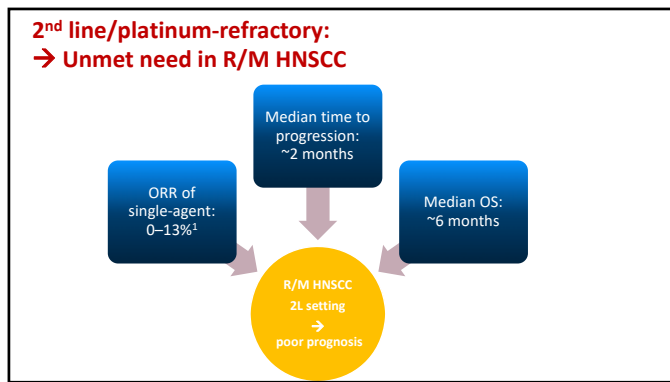 2nd line/platinum-refractory:
→ Unmet need in R/M HNSCC
Median time to
progression:
~2 months
ORR of
single-agent:
0–13%1
Median OS:
~6 months
R/M HNSCC
2L setting
→
poor prognosis